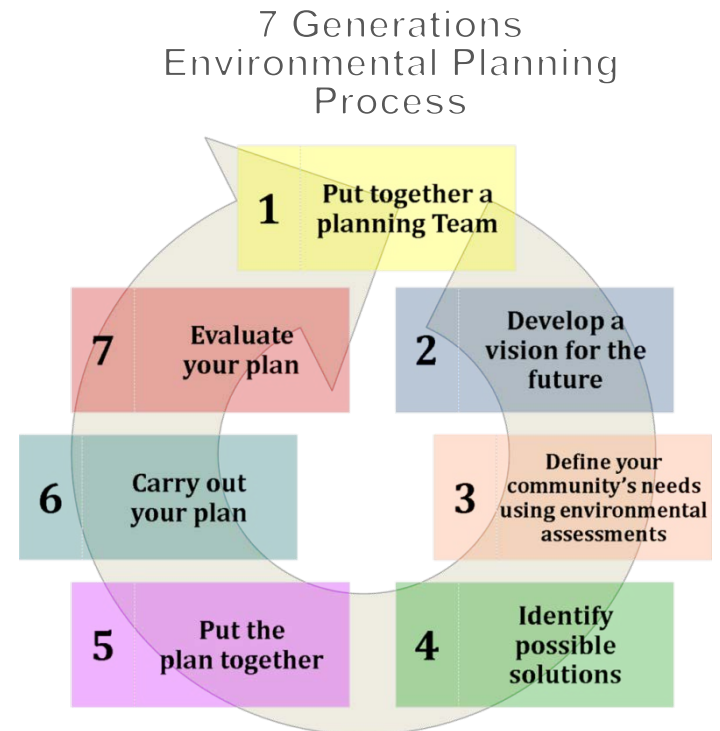 7 Generations
Environmental Planning
Process
1
Put together a
planning Team
2
Develop a
vision for the
future
3
Define your
community’s needs
using environmental
assessments
4
Identify
possible
solutions
5
Put the
plan together
6
Carry out
your plan
7
Evaluate
your plan